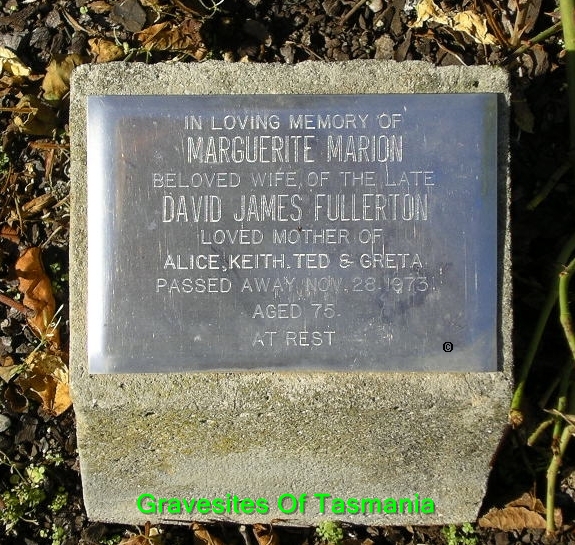 IN LOVING MEMORY OF
MARGUERITE MARION
BELOVED WIFE OF THE LATE
DAVID JAMES FULLERTON
LOVED MOTHER OF
ALICE, KEITH, TED & GRETA
PASSED AWAY NOV. 28. 1973.
AGED 75.
AT REST
©
Gravesites Of Tasmania